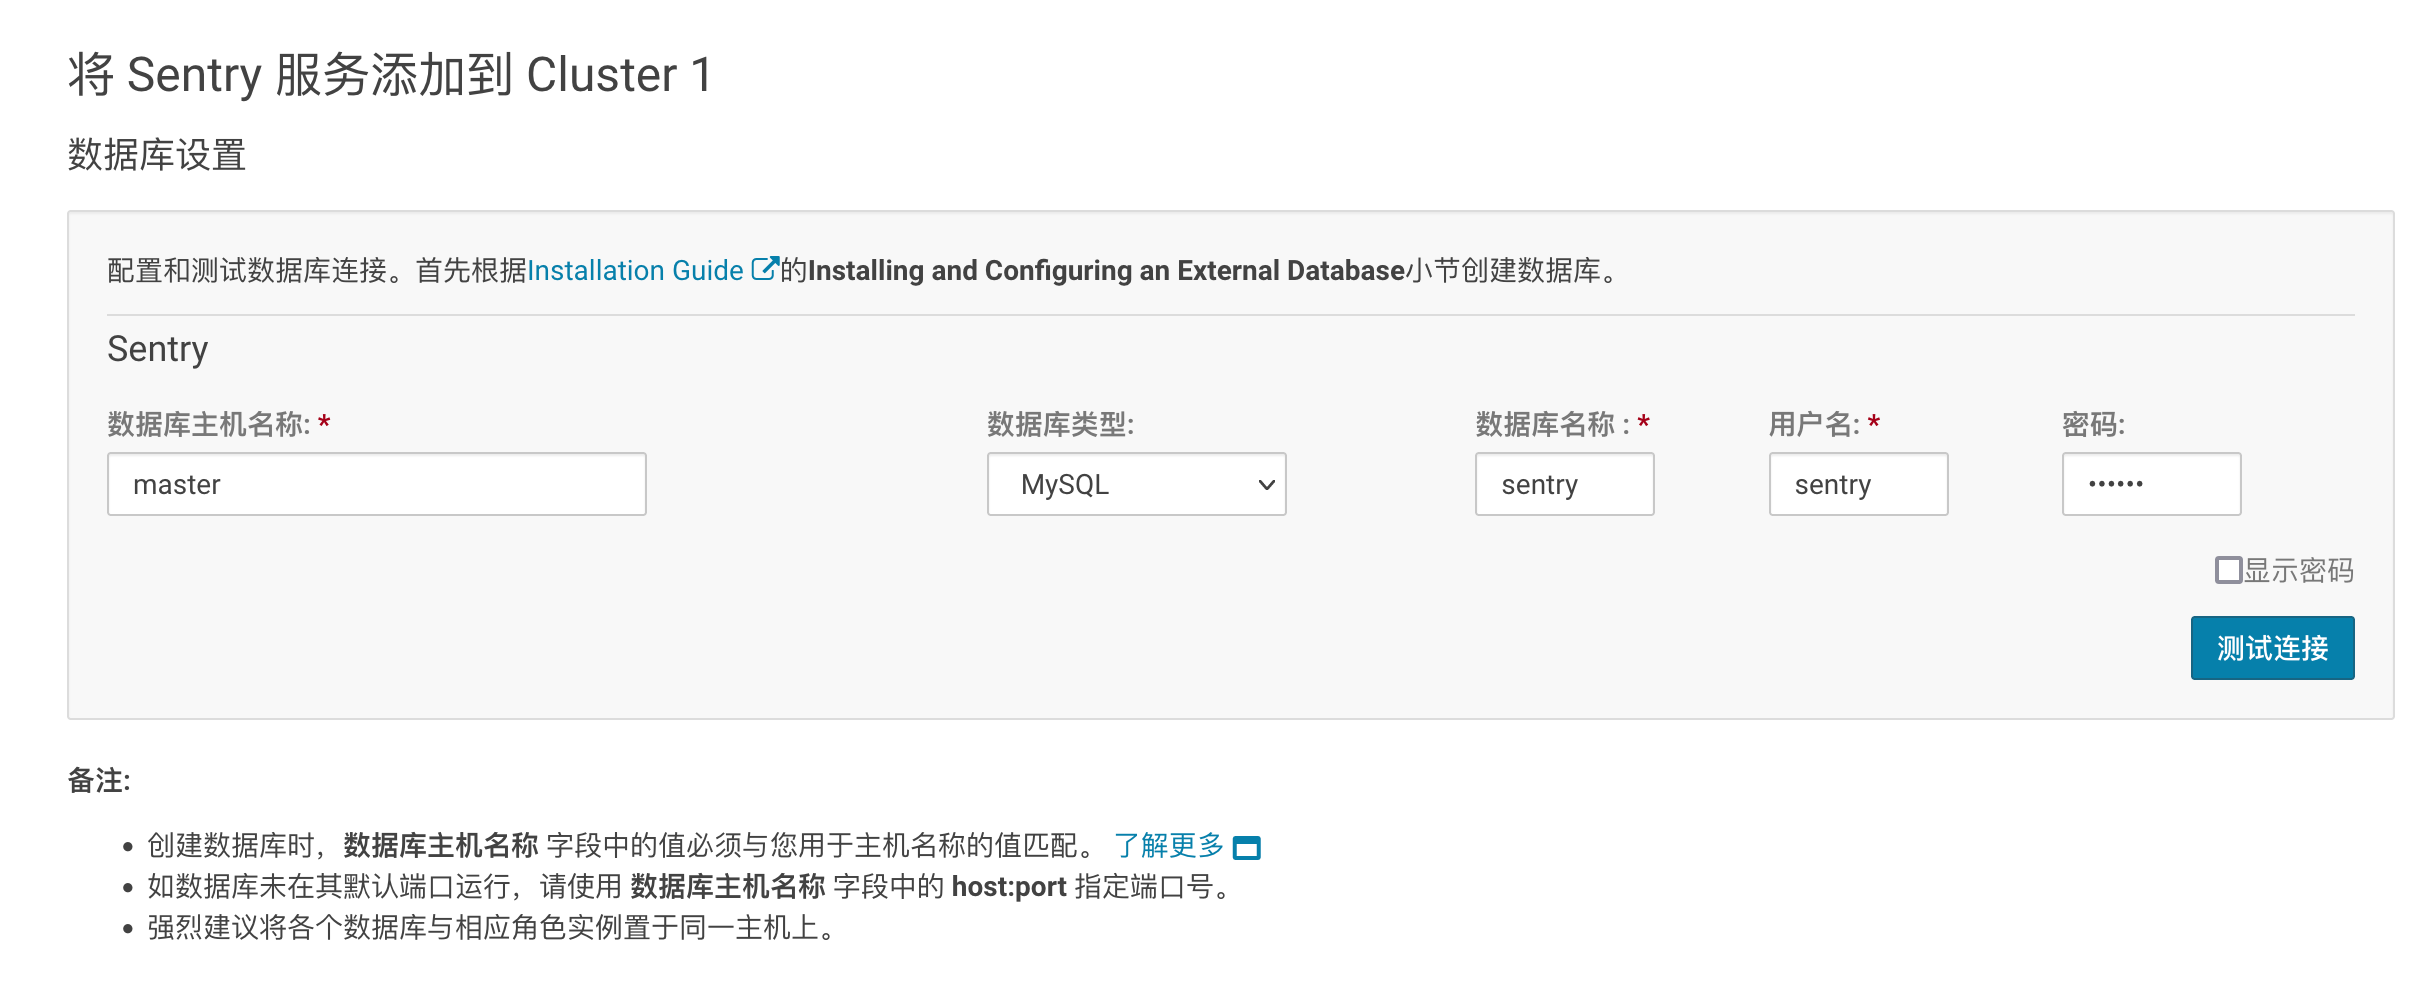 将 Sentry 服务添加到 Cluster 1
数据库设置
配置和测试数据库连接。首先根据Installation Guide的Installing and Configuring an External Database小节创建数据库。
Sentry
数据库主机名称: * 数据库类型: 数据库名称 : * 用户名: * 密码:
master MySQL sentry sentry ••••••
显示密码
测试连接
备注:
• 创建数据库时，数据库主机名称 字段中的值必须与您用于主机名称的值匹配。 了解更多
• 如数据库未在其默认端口运行，请使用 数据库主机名称 字段中的 host:port 指定端口号。
• 强烈建议将各个数据库与相应角色实例置于同一主机上。